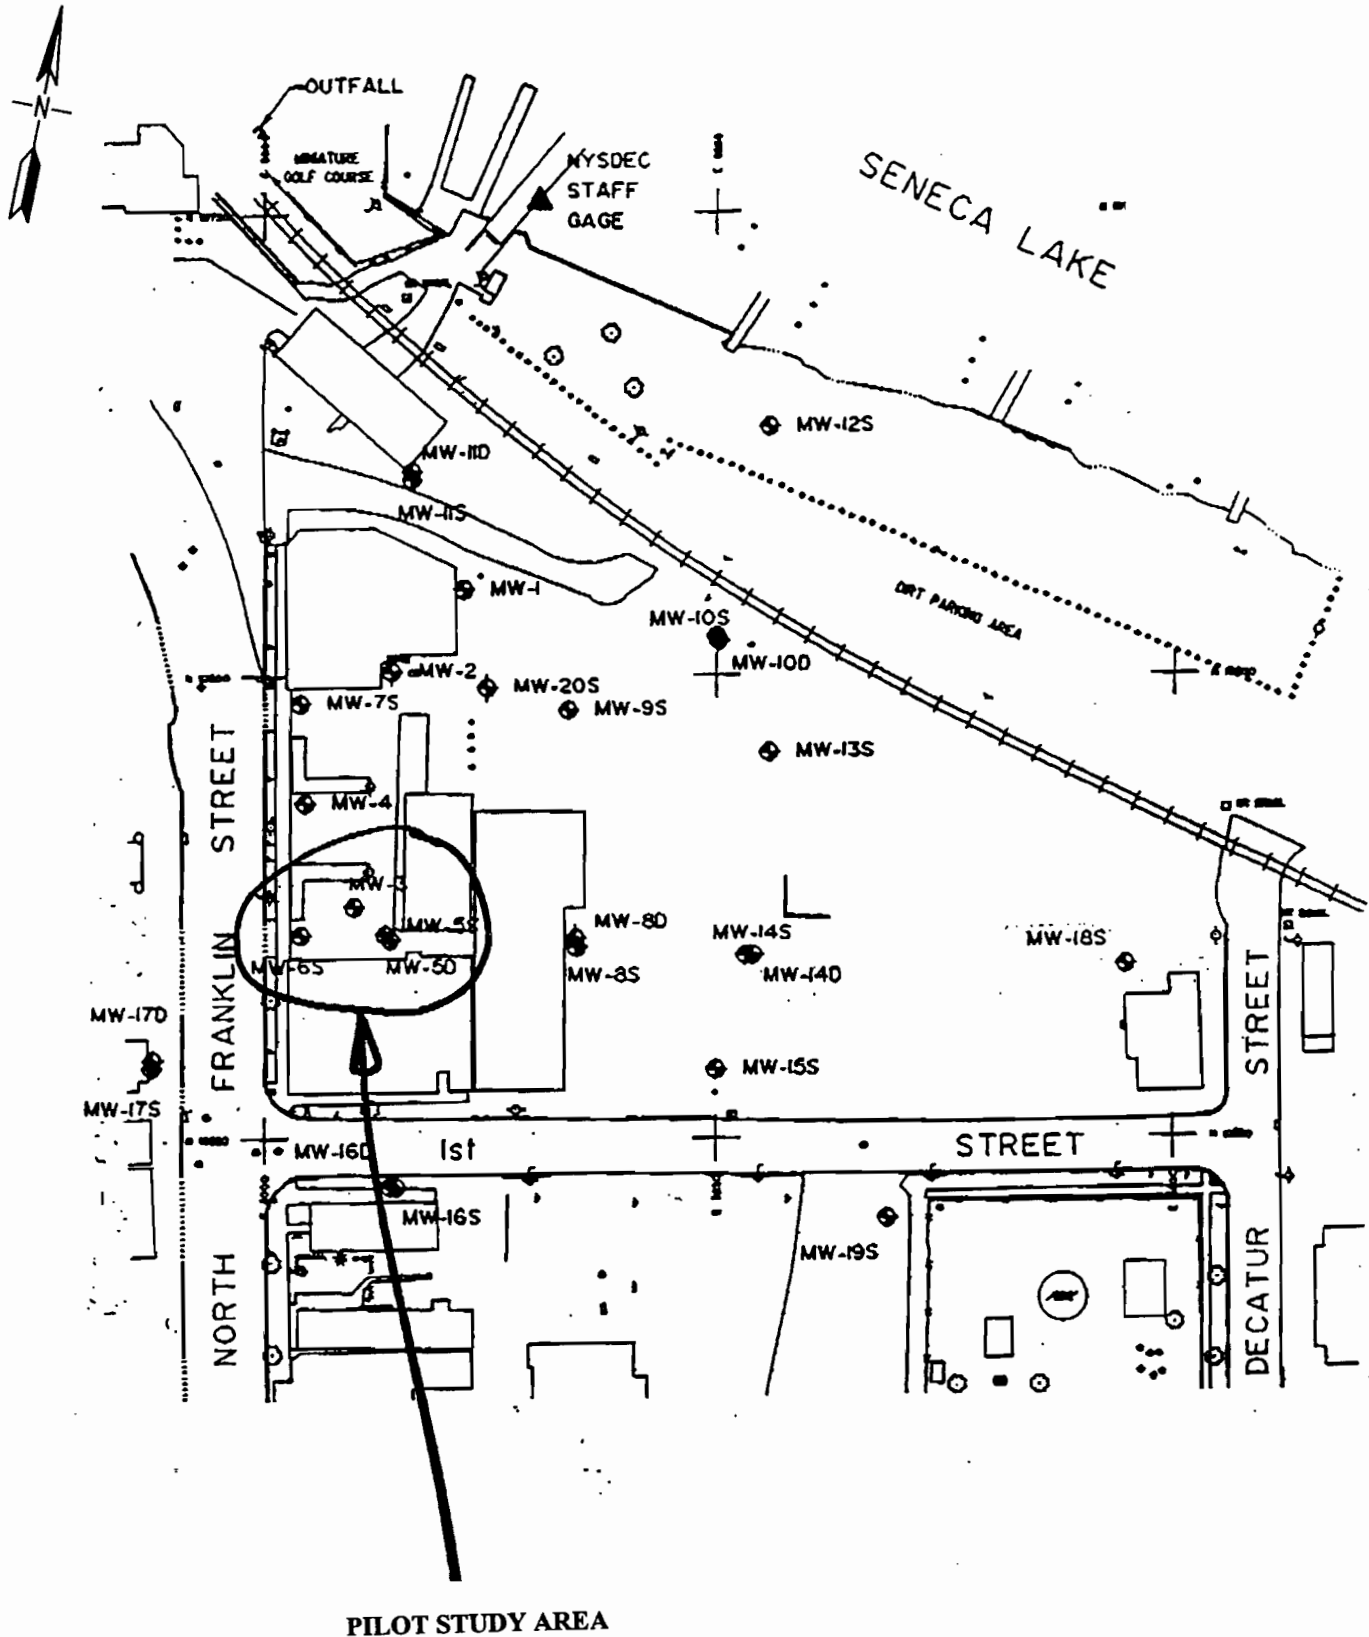 OUTFALL
N
MINIATURE
GOLF COURSE
NYSDEC
STAFF
GAGE
SENECA LAKE
MW-12S
MW-11D
MW-11S
MW-1
DIRT PARKING AREA
MW-10S
MW-10D
MW-2
MW-20S
MW-7S
MW-9S
MW-13S
MW-4
MW-3
MW-5S
MW-8D
MW-14S
MW-18S
MW-6S
MW-5D
MW-8S
MW-14D
MW-17D
MW-15S
MW-17S
MW-16D
1st STREET
MW-16S
MW-19S
NORTH FRANKLIN STREET
DECATUR STREET
PILOT STUDY AREA